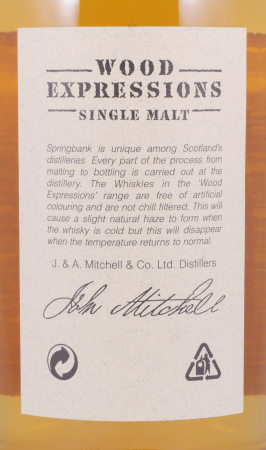 WOOD
EXPRESSIONS
SINGLE MALT
Springbank is unique among Scotland's
distilleries. Every part of the process from
malting to bottling is carried out at the
distillery. The Whiskies in the 'Wood
Expressions' range are free of artificial
colouring and are not chill filtered. This will
cause a slight natural haze to form when
the whisky is cold but this will disappear
when the temperature returns to normal.
J. & A. Mitchell & Co. Ltd. Distillers
John Mitchell